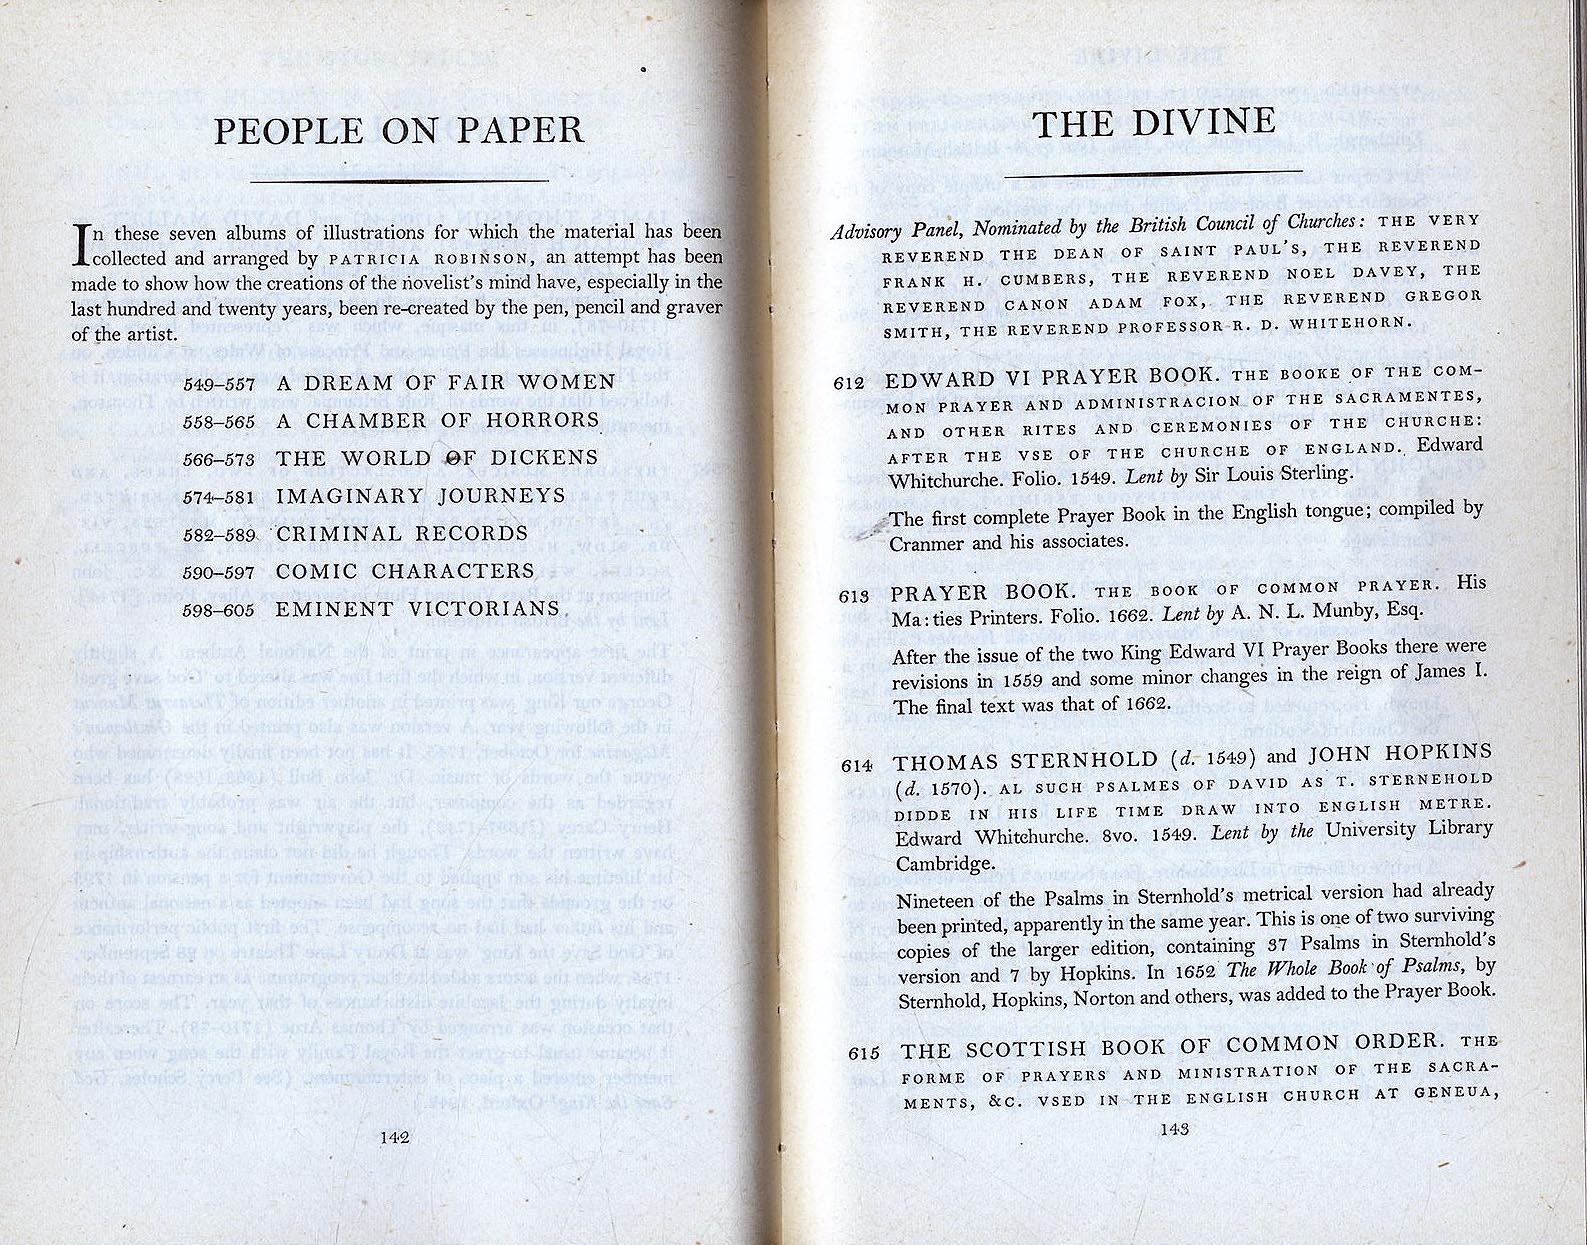 PEOPLE ON PAPER
In these seven albums of illustrations for which the material has been
collected and arranged by PATRICIA ROBINSON, an attempt has been
made to show how the creations of the novelist's mind have, especially in the
last hundred and twenty years, been re-created by the pen, pencil and graver
of the artist.
549–557 A DREAM OF FAIR WOMEN
558–565 A CHAMBER OF HORRORS
566–573 THE WORLD OF DICKENS
574–581 IMAGINARY JOURNEYS
582–589 CRIMINAL RECORDS
590–597 COMIC CHARACTERS
598–605 EMINENT VICTORIANS
142
THE DIVINE
Advisory Panel, Nominated by the British Council of Churches: THE VERY
REVEREND THE DEAN OF SAINT PAUL'S, THE REVEREND
FRANK H. CUMBERS, THE REVEREND NOEL DAVEY, THE
REVEREND CANON ADAM FOX, THE REVEREND GREGOR
SMITH, THE REVEREND PROFESSOR R. D. WHITEHORN.
612 EDWARD VI PRAYER BOOK. THE BOOKE OF THE COM-
MON PRAYER AND ADMINISTRACION OF THE SACRAMENTES,
AND OTHER RITES AND CEREMONIES OF THE CHURCHE:
AFTER THE VSE OF THE CHURCHE OF ENGLAND. Edward
Whitchurche. Folio. 1549. Lent by Sir Louis Sterling.
The first complete Prayer Book in the English tongue; compiled by
Cranmer and his associates.
613 PRAYER BOOK. THE BOOK OF COMMON PRAYER. His
Ma:ties Printers. Folio. 1662. Lent by A. N. L. Munby, Esq.
After the issue of the two King Edward VI Prayer Books there were
revisions in 1559 and some minor changes in the reign of James I.
The final text was that of 1662.
614 THOMAS STERNHOLD (d. 1549) and JOHN HOPKINS
(d. 1570). AL SUCH PSALMES OF DAVID AS T. STERNEHOLD
DIDDE IN HIS LIFE TIME DRAW INTO ENGLISH METRE.
Edward Whitchurche. 8vo. 1549. Lent by the University Library
Cambridge.
Nineteen of the Psalms in Sternhold's metrical version had already
been printed, apparently in the same year. This is one of two surviving
copies of the larger edition, containing 37 Psalms in Sternhold's
version and 7 by Hopkins. In 1652 The Whole Book of Psalms, by
Sternhold, Hopkins, Norton and others, was added to the Prayer Book.
615 THE SCOTTISH BOOK OF COMMON ORDER. THE
FORME OF PRAYERS AND MINISTRATION OF THE SACRA-
MENTS, &C. VSED IN THE ENGLISH CHURCH AT GENEUA,
143